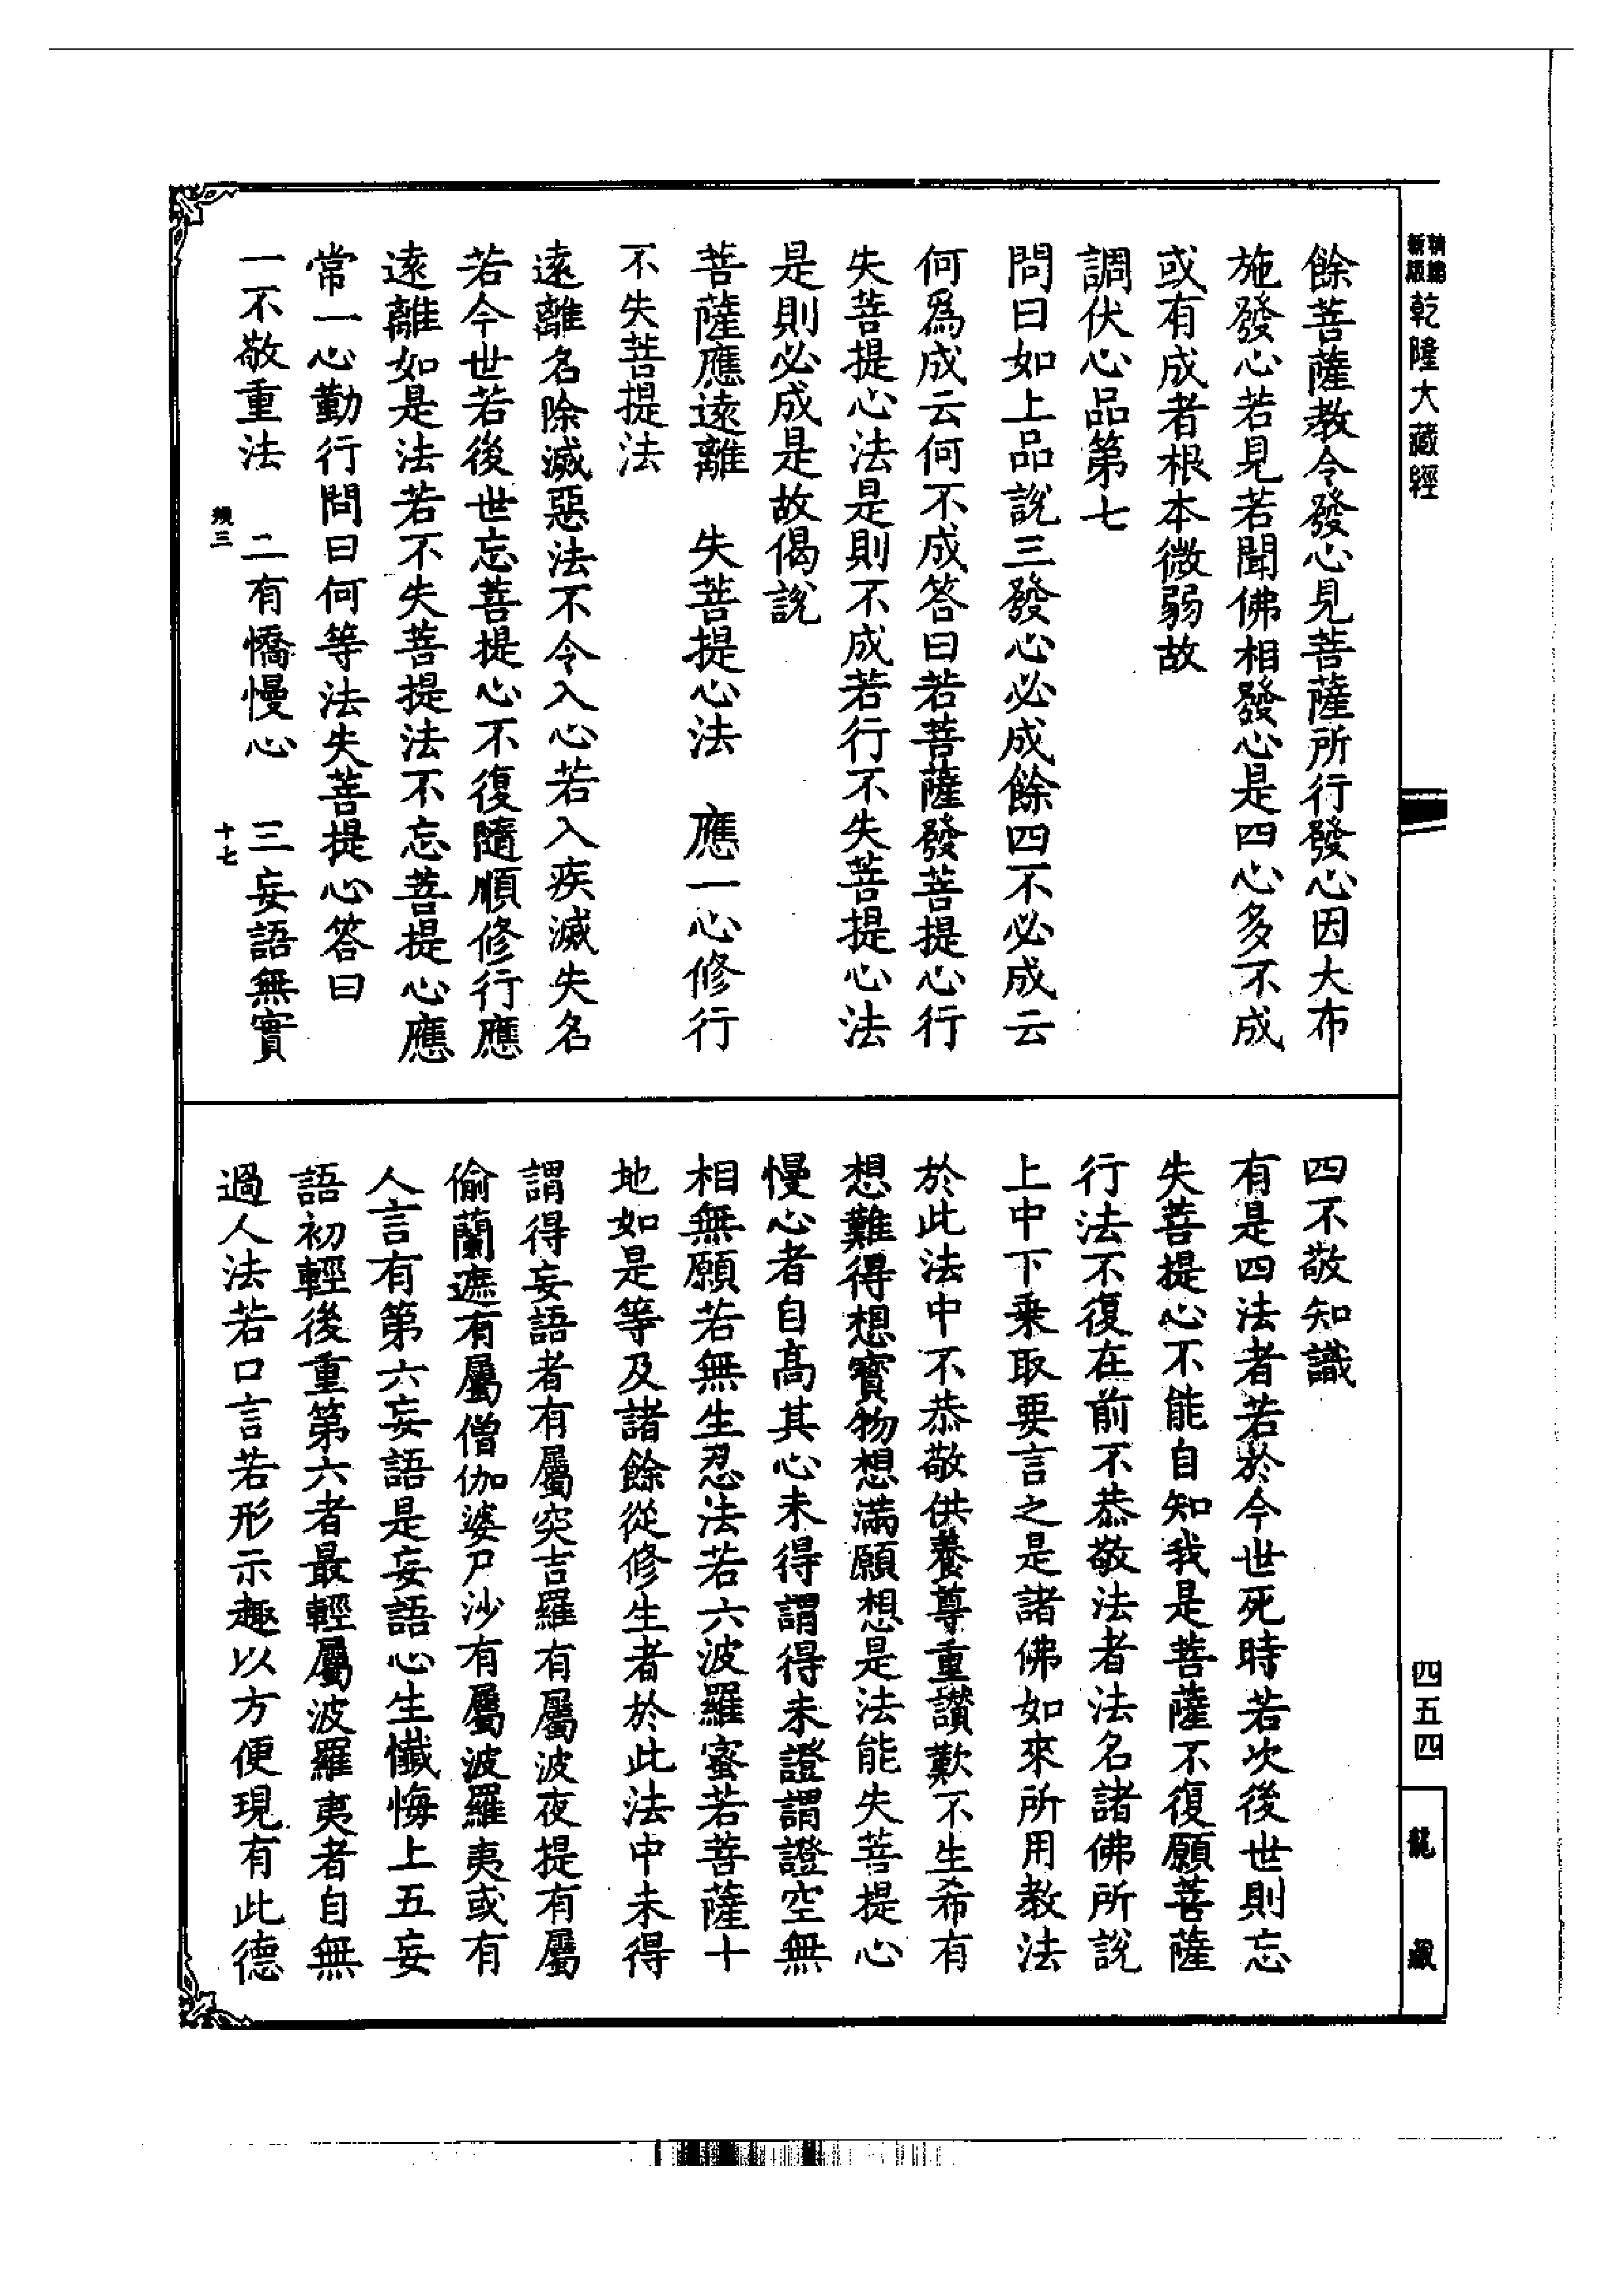 新編
縮版
乾隆大藏經
餘菩薩教令發心見菩薩所行發心因大布
施發心若見若聞佛相發心是四心多不成
或有成者根本微弱故
調伏心品第七
問曰如上品說三發心必成餘四不必成云
何為成云何不成答曰若菩薩發菩提心行
失菩提心法是則不成若行不失菩提心法
是則必成是故偈說
菩薩應遠離　失菩提心法　應一心修行
不失菩提法
遠離名除滅惡法不令入心若入疾滅失名
若今世若後世忘菩提心不復隨順修行應
遠離如是法若不失菩提法不忘菩提心應
常一心勤行問曰何等法失菩提心答曰
一不敬重法　二有憍慢心　三妄語無實
十七
四不敬知識
有是四法者若於今世死時若次後世則忘
失菩提心不能自知我是菩薩不復願菩薩
行法不復在前不恭敬法者法名諸佛所說
上中下乘取要言之是諸佛如來所用教法
於此法中不恭敬供養尊重讚歎不生希有
想難得想寶物想滿願想是法能失菩提心
慢心者自高其心未得謂得未證謂證空無
相無願若無生忍法若六波羅蜜若菩薩十
地如是等及諸餘從修生者於此法中未得
謂得妄語者有屬突吉羅有屬波夜提有屬
偷蘭遮有屬僧伽婆尸沙有屬波羅夷或有
人言有第六妄語是妄語心生懺悔上五妄
語初輕後重第六者最輕屬波羅夷者自無
過人法若口言若形示趣以方便現有此德
四五四
龍
藏